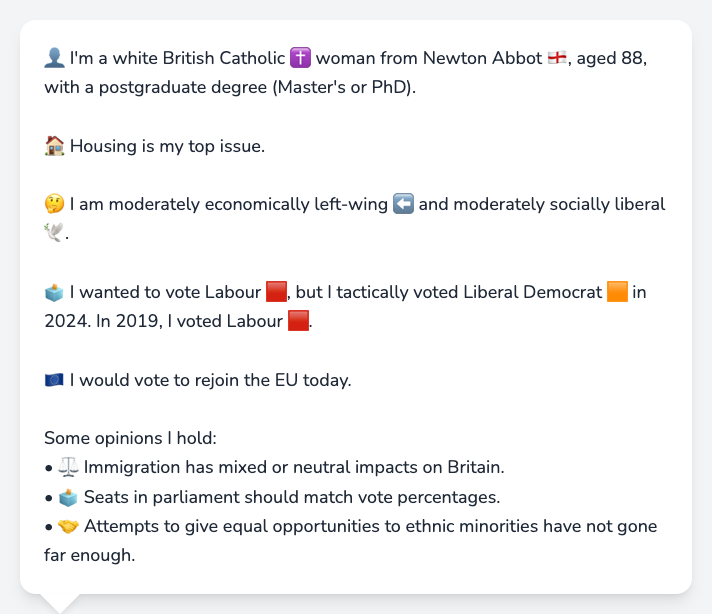 👤 I'm a white British Catholic ✝️ woman from Newton Abbot 🏴󠁧󠁢󠁥󠁮󠁧󠁿, aged 88,
with a postgraduate degree (Master's or PhD).
🏠 Housing is my top issue.
🤔 I am moderately economically left-wing ⬅️ and moderately socially liberal
🕊️.
🗳️ I wanted to vote Labour 🟥, but I tactically voted Liberal Democrat 🟧 in
2024. In 2019, I voted Labour 🟥.
🇪🇺 I would vote to rejoin the EU today.
Some opinions I hold:
• ⚖️ Immigration has mixed or neutral impacts on Britain.
• 🗳️ Seats in parliament should match vote percentages.
• 🤝 Attempts to give equal opportunities to ethnic minorities have not gone
far enough.